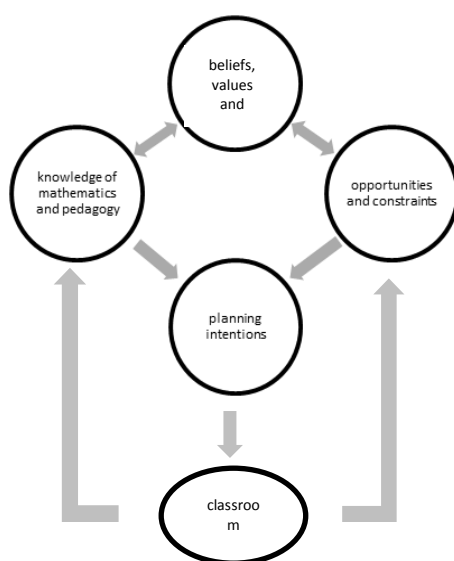 beliefs,
values
and
knowledge of
mathematics
and pedagogy
opportunities
and constraints
planning
intentions
classroo
m